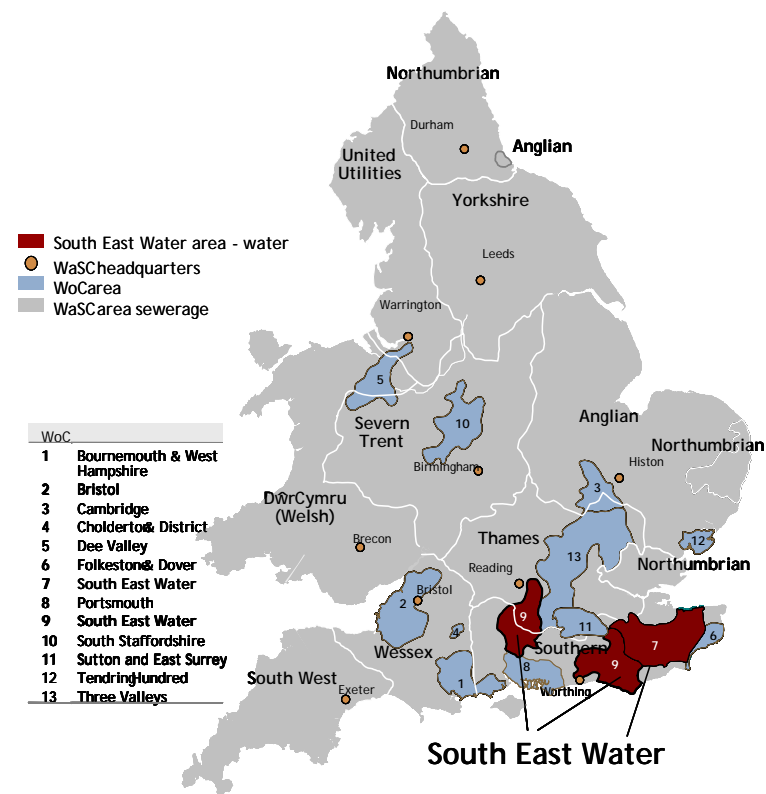 Northumbrian
Durham
Anglian
United
Utilities
Yorkshire
South East Water area - water
WaSCheadquarters
WoCarea
WaSCarea sewerage
Leeds
Warrington
5
10
Severn
Trent
Birmingham
Anglian
Northumbrian
Histon
3
WoC
1 Bournemouth & West
Hampshire
2 Bristol
3 Cambridge
4 Cholderton& District
5 Dee Valley
6 Folkestone& Dover
7 South East Water
8 Portsmouth
9 South East Water
10 South Staffordshire
11 Sutton and East Surrey
12 TendringHundred
13 Three Valleys
DŵrCymru
(Welsh)
Brecon
Thames
Reading
13
12
Northumbrian
Bristol
2
4
9
11
7
6
Wessex
Southern
8
9
1
Worthing
South West
Exeter
South East Water